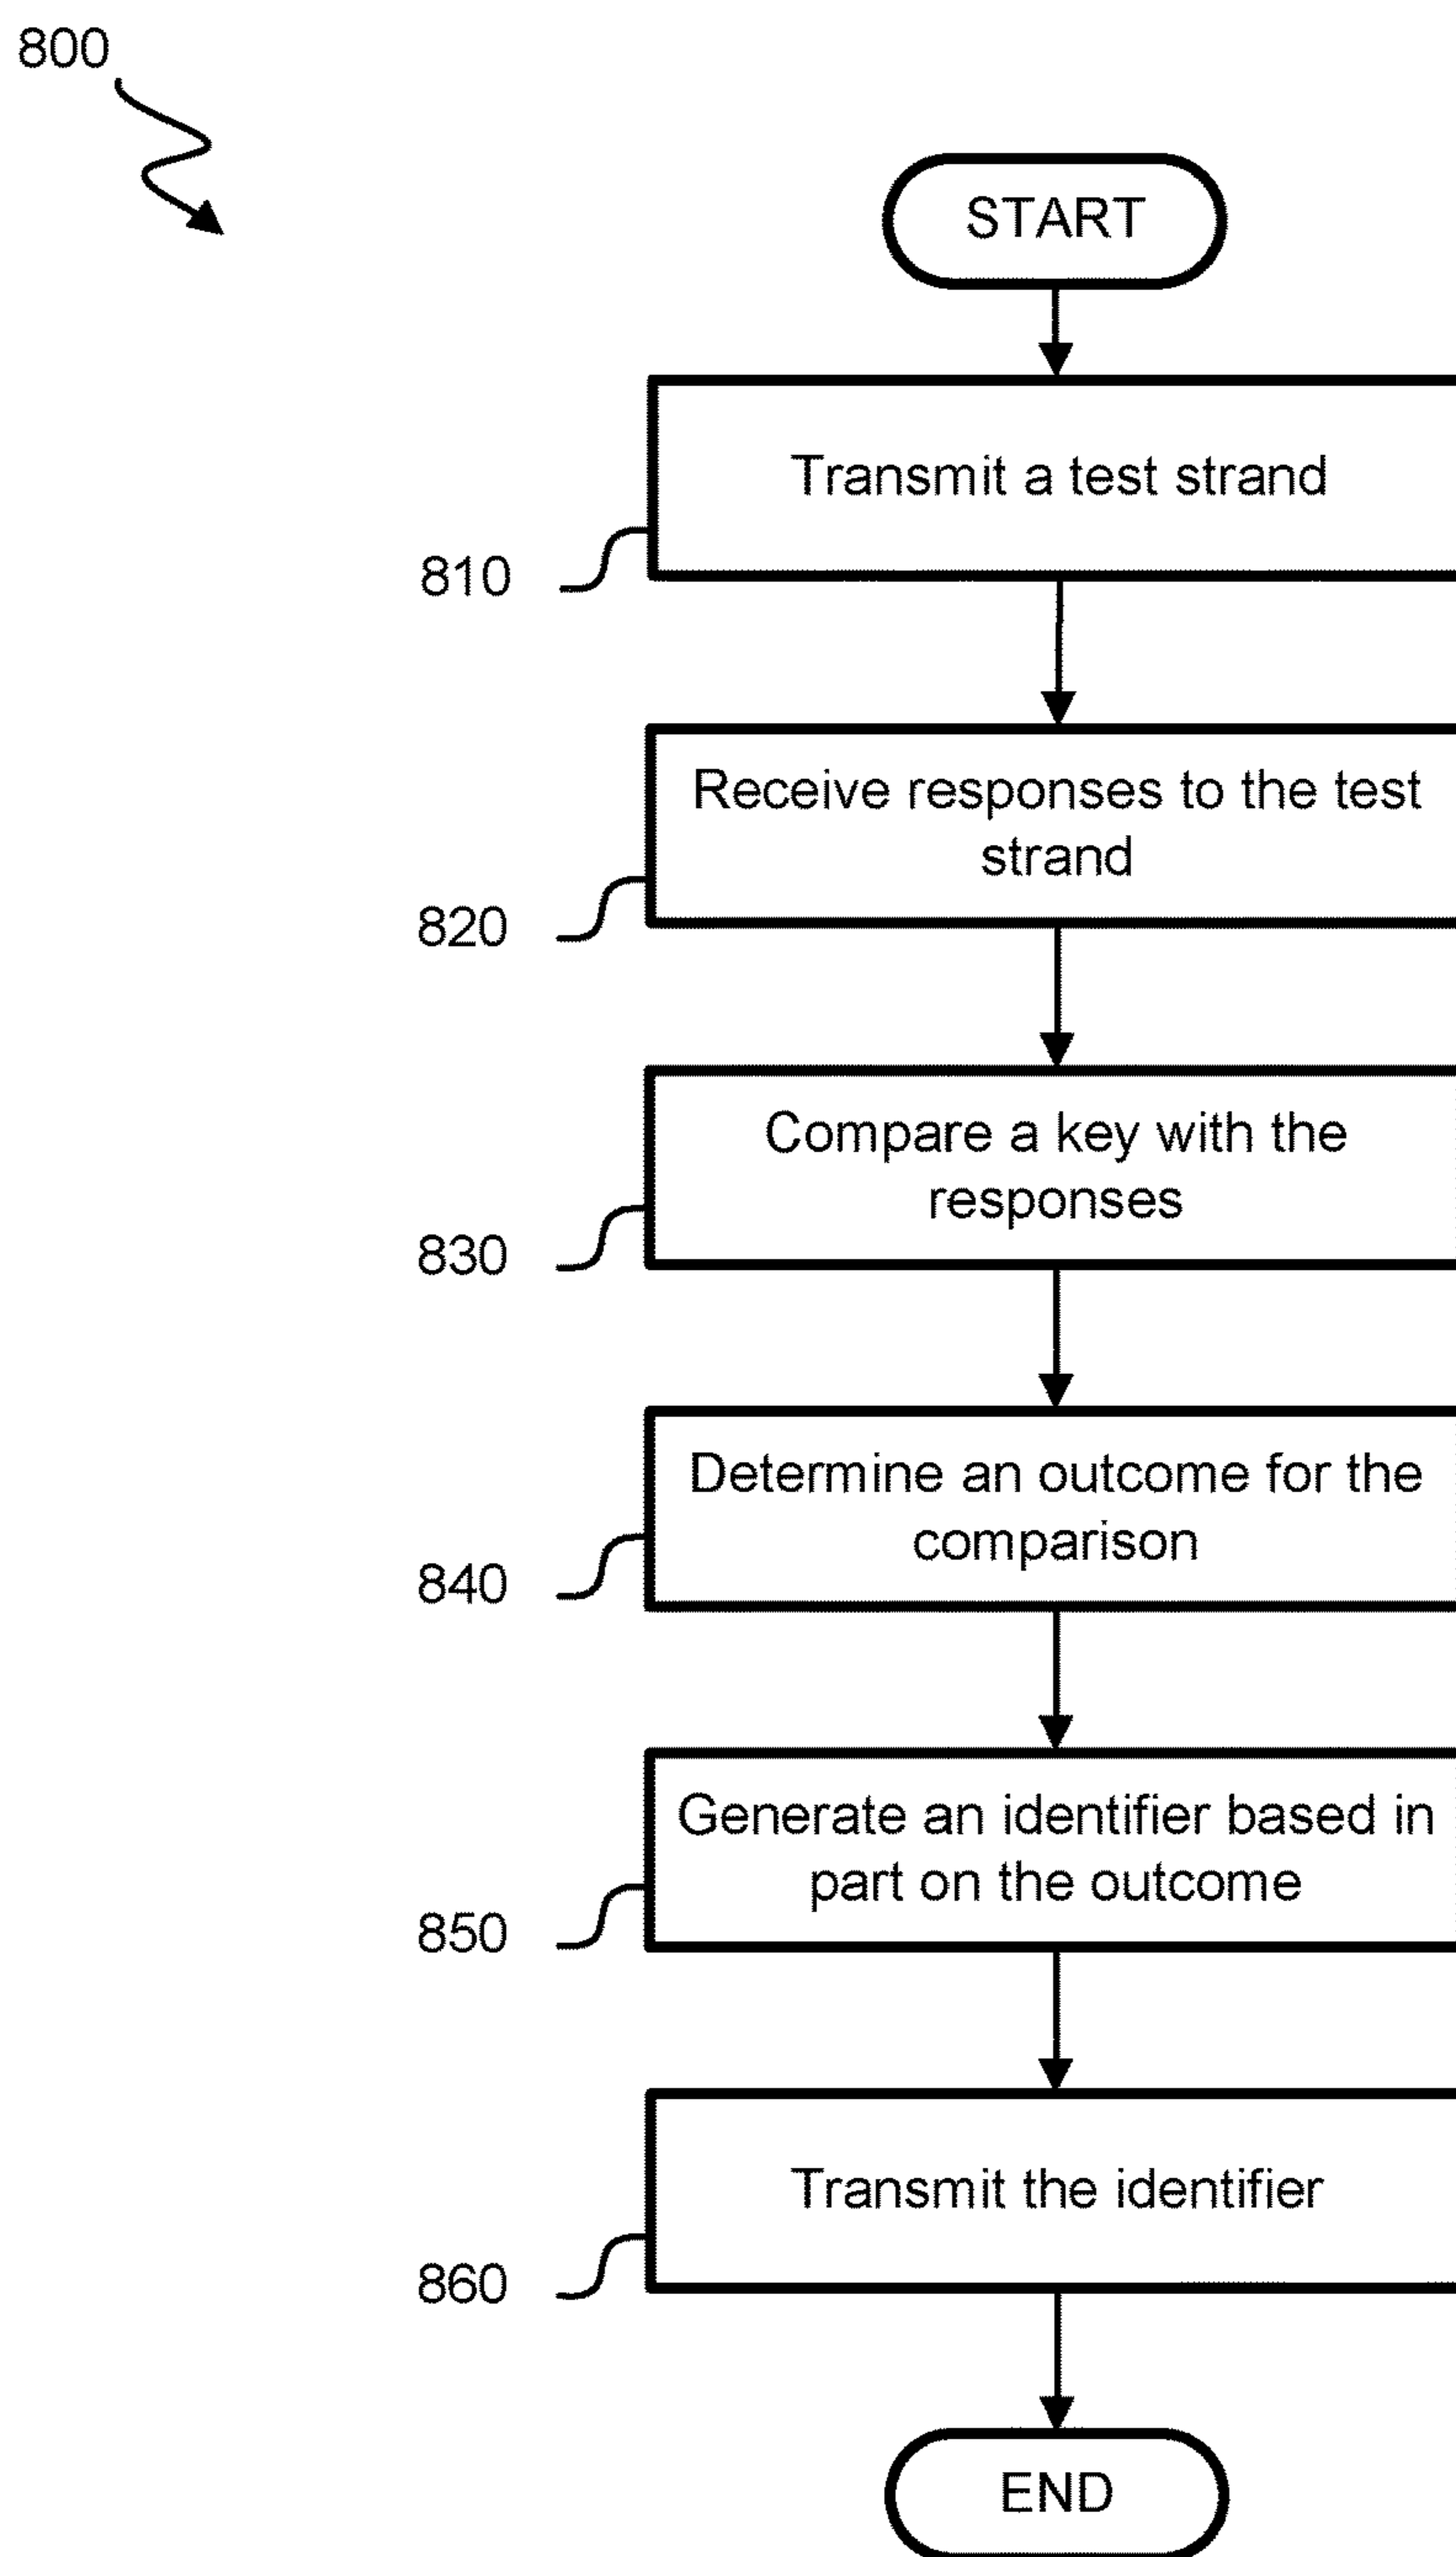 800
START
Transmit a test strand
810
Receive responses to the test
strand
820
Compare a key with the
responses
830
Determine an outcome for the
comparison
840
Generate an identifier based in
part on the outcome
850
Transmit the identifier
860
END